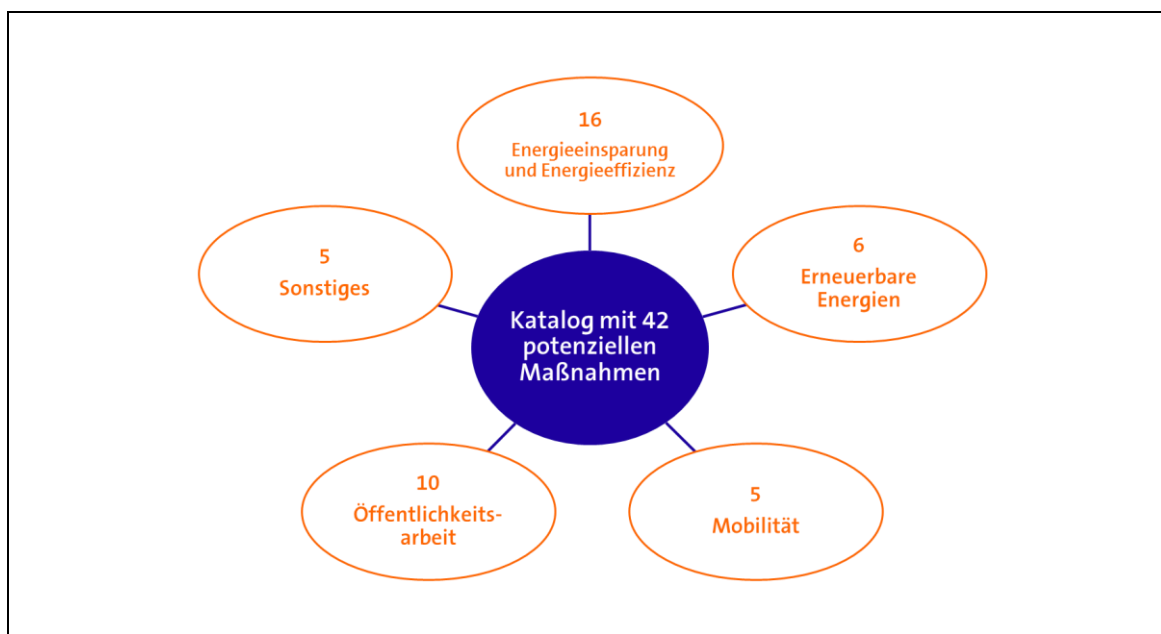 16
Energieeinsparung
und Energieeffizienz
5
Sonstiges
6
Erneuerbare
Energien
Katalog mit 42
potenziellen
Maßnahmen
10
Öffentlichkeits-
arbeit
5
Mobilität